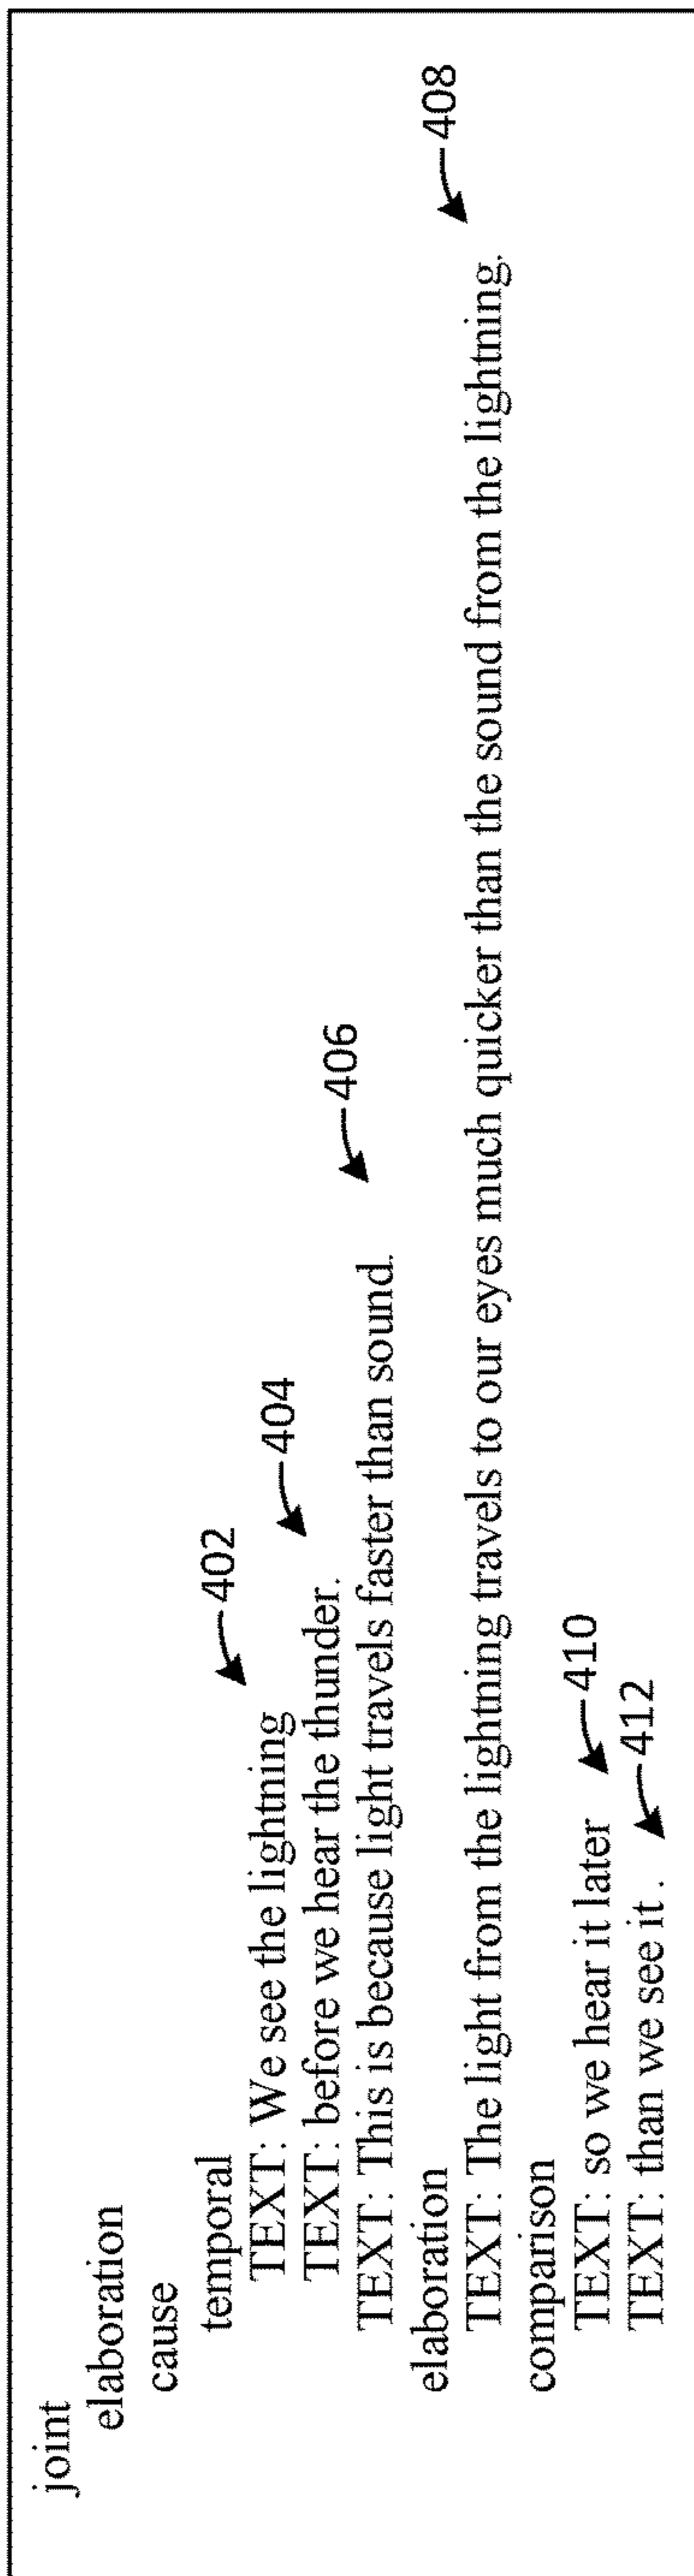 joint
elaboration
cause
temporal
TEXT: We see the lightning 402
TEXT: before we hear the thunder. 404
TEXT: This is because light travels faster than sound. 406
elaboration
TEXT: The light from the lightning travels to our eyes much quicker than the sound from the lightning. 408
comparison
TEXT: so we hear it later 410
TEXT: than we see it . 412